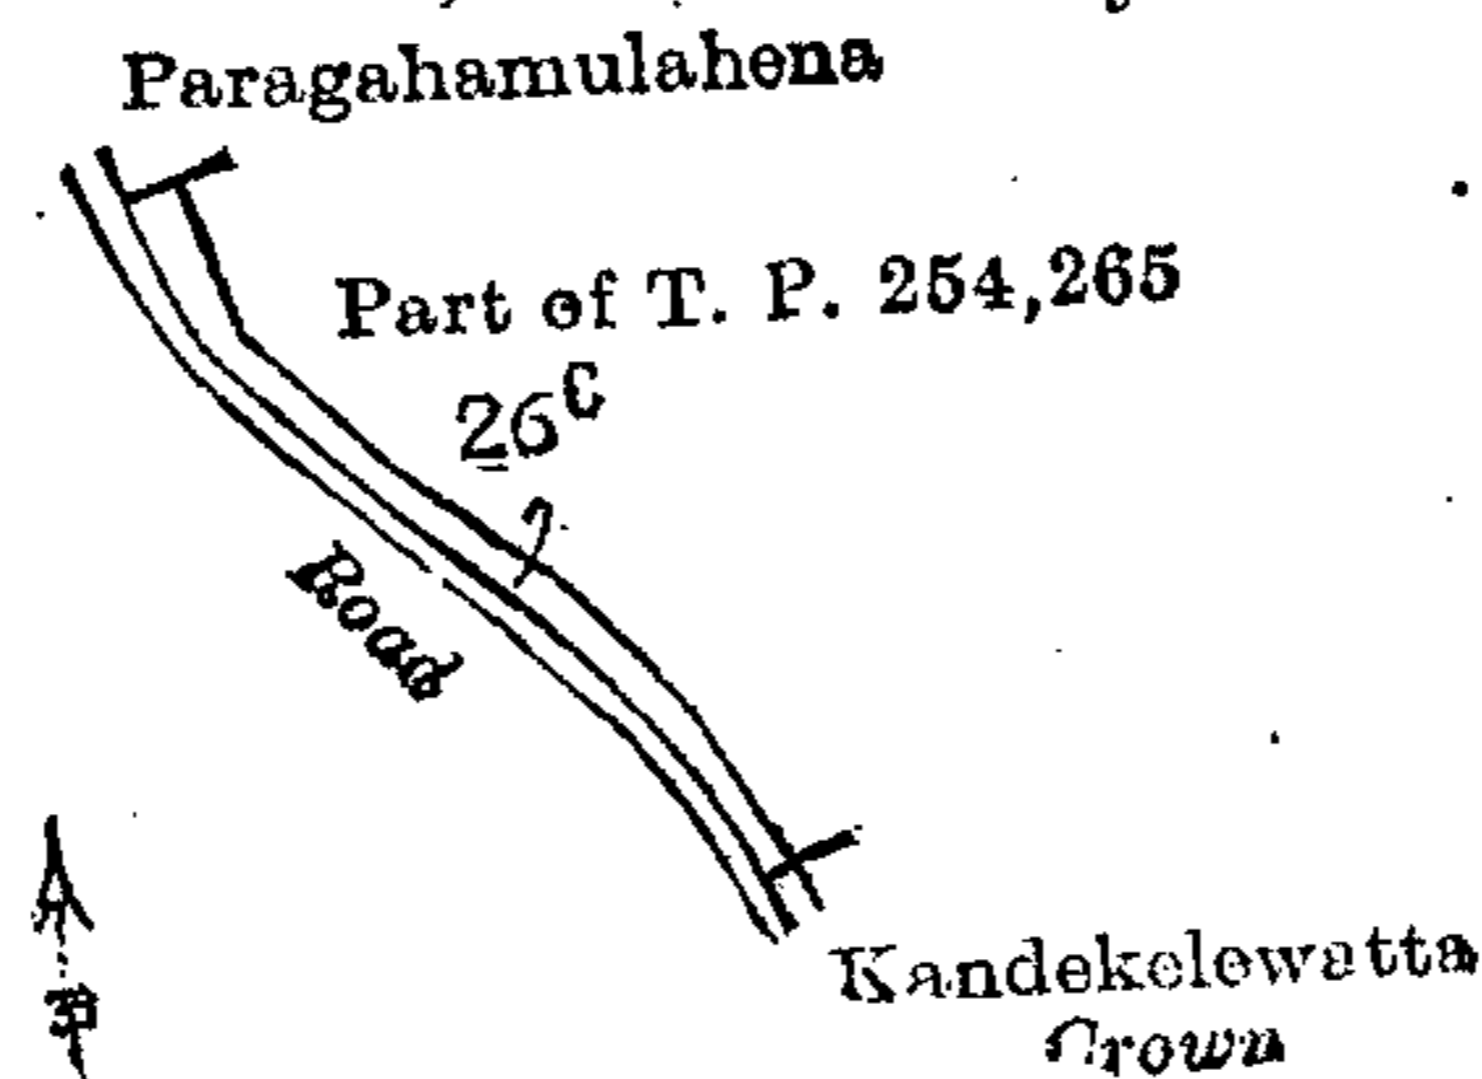 Paragahamulahena
Part of T. P. 254,265
26C
Road
Kandekelewatta
Crown